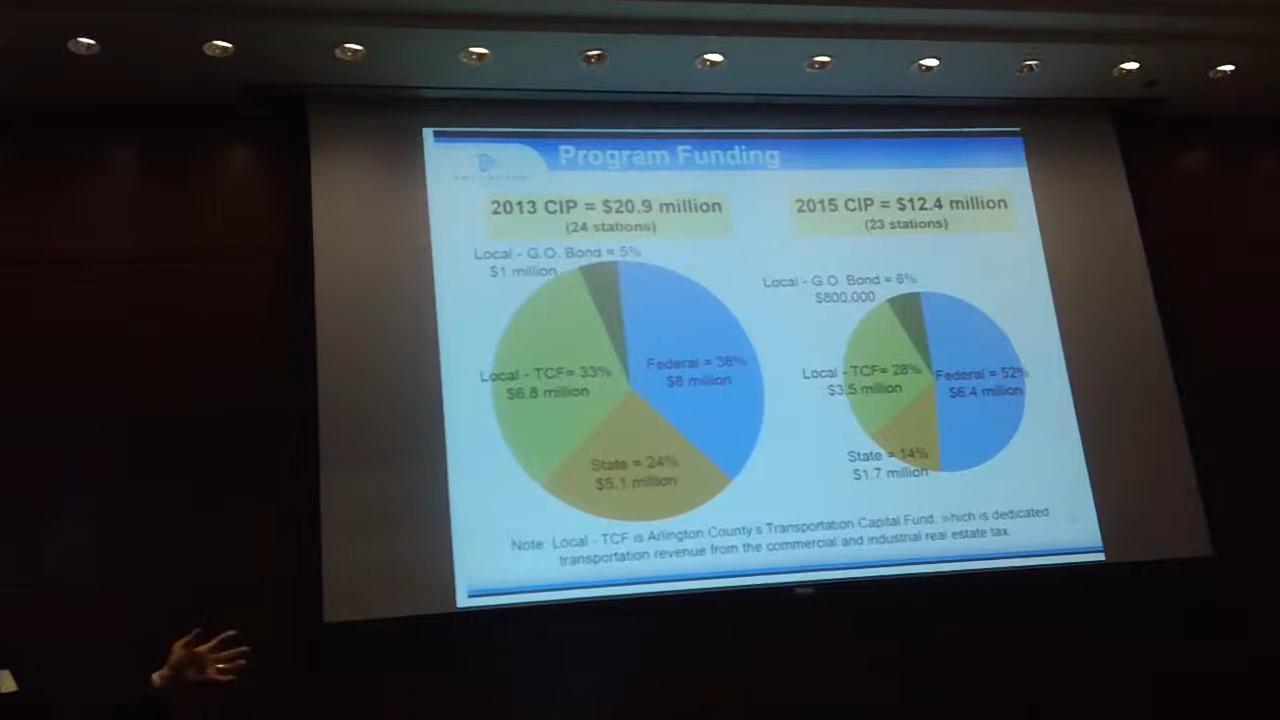 Program Funding
2013 CIP = $20.9 million
(24 stations)
Local - G.O. Bond = 5%
$1 million
Federal = 38%
$8 million
Local - TCF= 33%
$6.8 million
State = 24%
$5.1 million
2015 CIP = $12.4 million
(23 stations)
Local - G.O. Bond = 6%
$800,000
Local - TCF= 28%
$3.5 million
Federal = 52%
$6.4 million
State = 14%
$1.7 million
Note: Local - TCF is Arlington County's Transportation Capital Fund, which is dedicated
transportation revenue from the commercial and industrial real estate tax